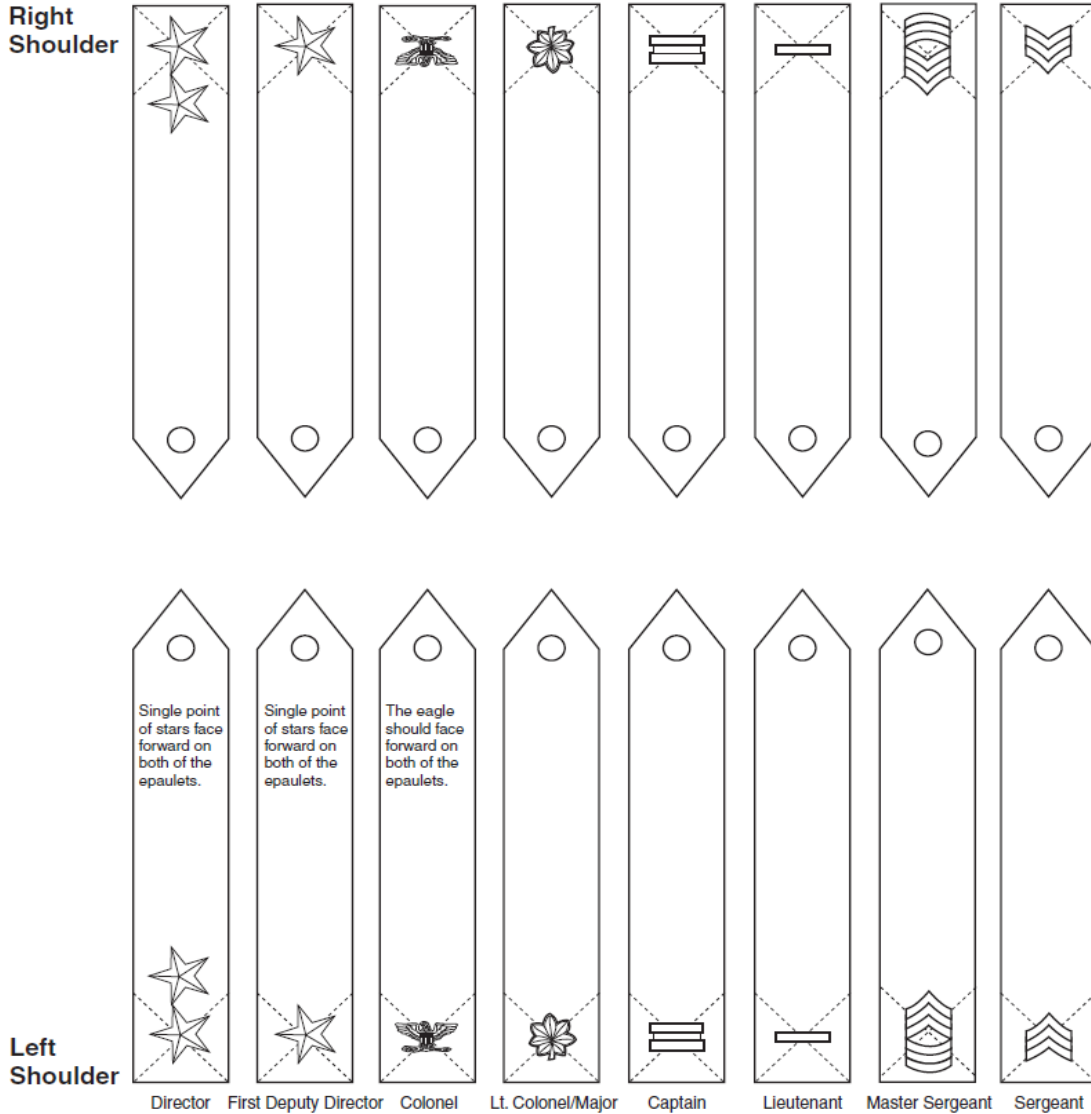 Right
Shoulder
Single point
of stars face
forward on
both of the
epaulets.
Single point
of stars face
forward on
both of the
epaulets.
The eagle
should face
forward on
both of the
epaulets.
Left
Shoulder
Director First Deputy Director Colonel Lt. Colonel/Major Captain Lieutenant Master Sergeant Sergeant